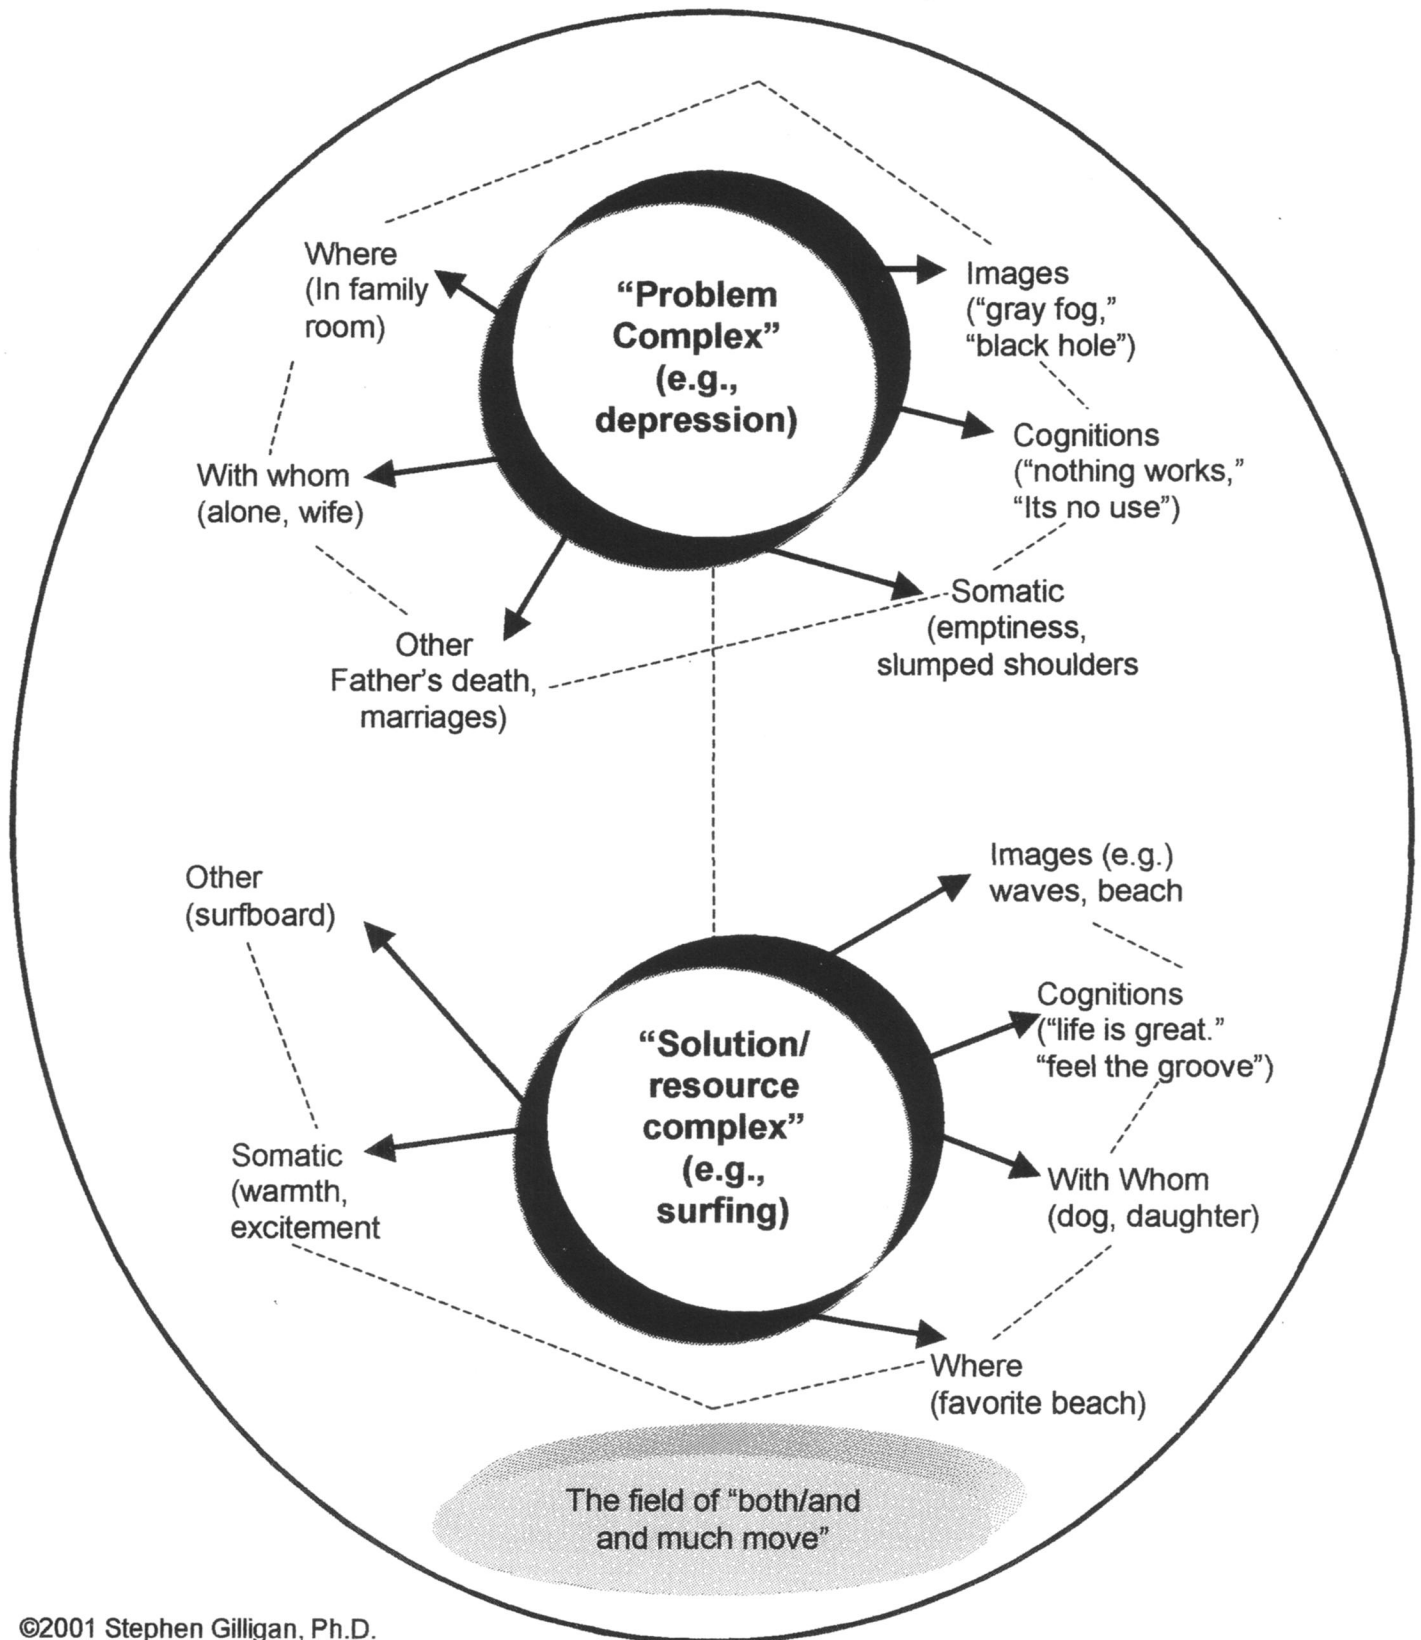 Where
(In family
room)
"Problem
Complex"
(e.g.,
depression)
Images
("gray fog,"
"black hole")
Cognitions
("nothing works,"
"Its no use")
With whom
(alone, wife)
Somatic
(emptiness,
slumped shoulders
Other
Father's death,
marriages)
Other
(surfboard)
Images (e.g.)
waves, beach
Cognitions
("life is great."
"feel the groove")
"Solution/
resource
complex"
(e.g.,
surfing)
Somatic
(warmth,
excitement
With Whom
(dog, daughter)
Where
(favorite beach)
The field of "both/and
and much move"
©2001 Stephen Gilligan, Ph.D.